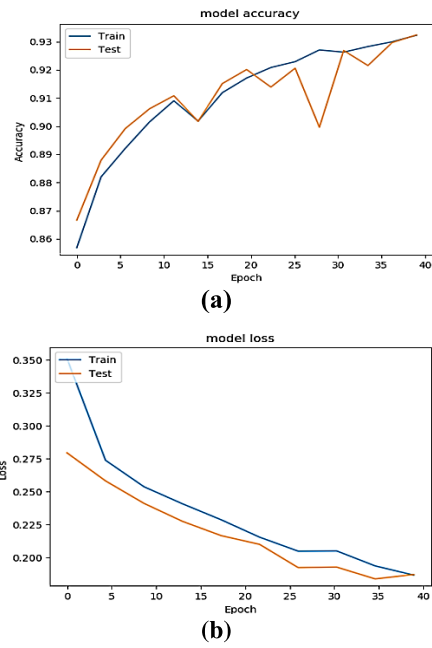 model accuracy
Train
Test
0.93
0.92
0.91
0.90
0.89
0.88
0.87
0.86
Accuracy
0 5 10 15 20 25 30 35 40
Epoch
(a)
model loss
Train
Test
0.350
0.325
0.300
0.275
0.250
0.225
0.200
Loss
0 5 10 15 20 25 30 35 40
Epoch
(b)